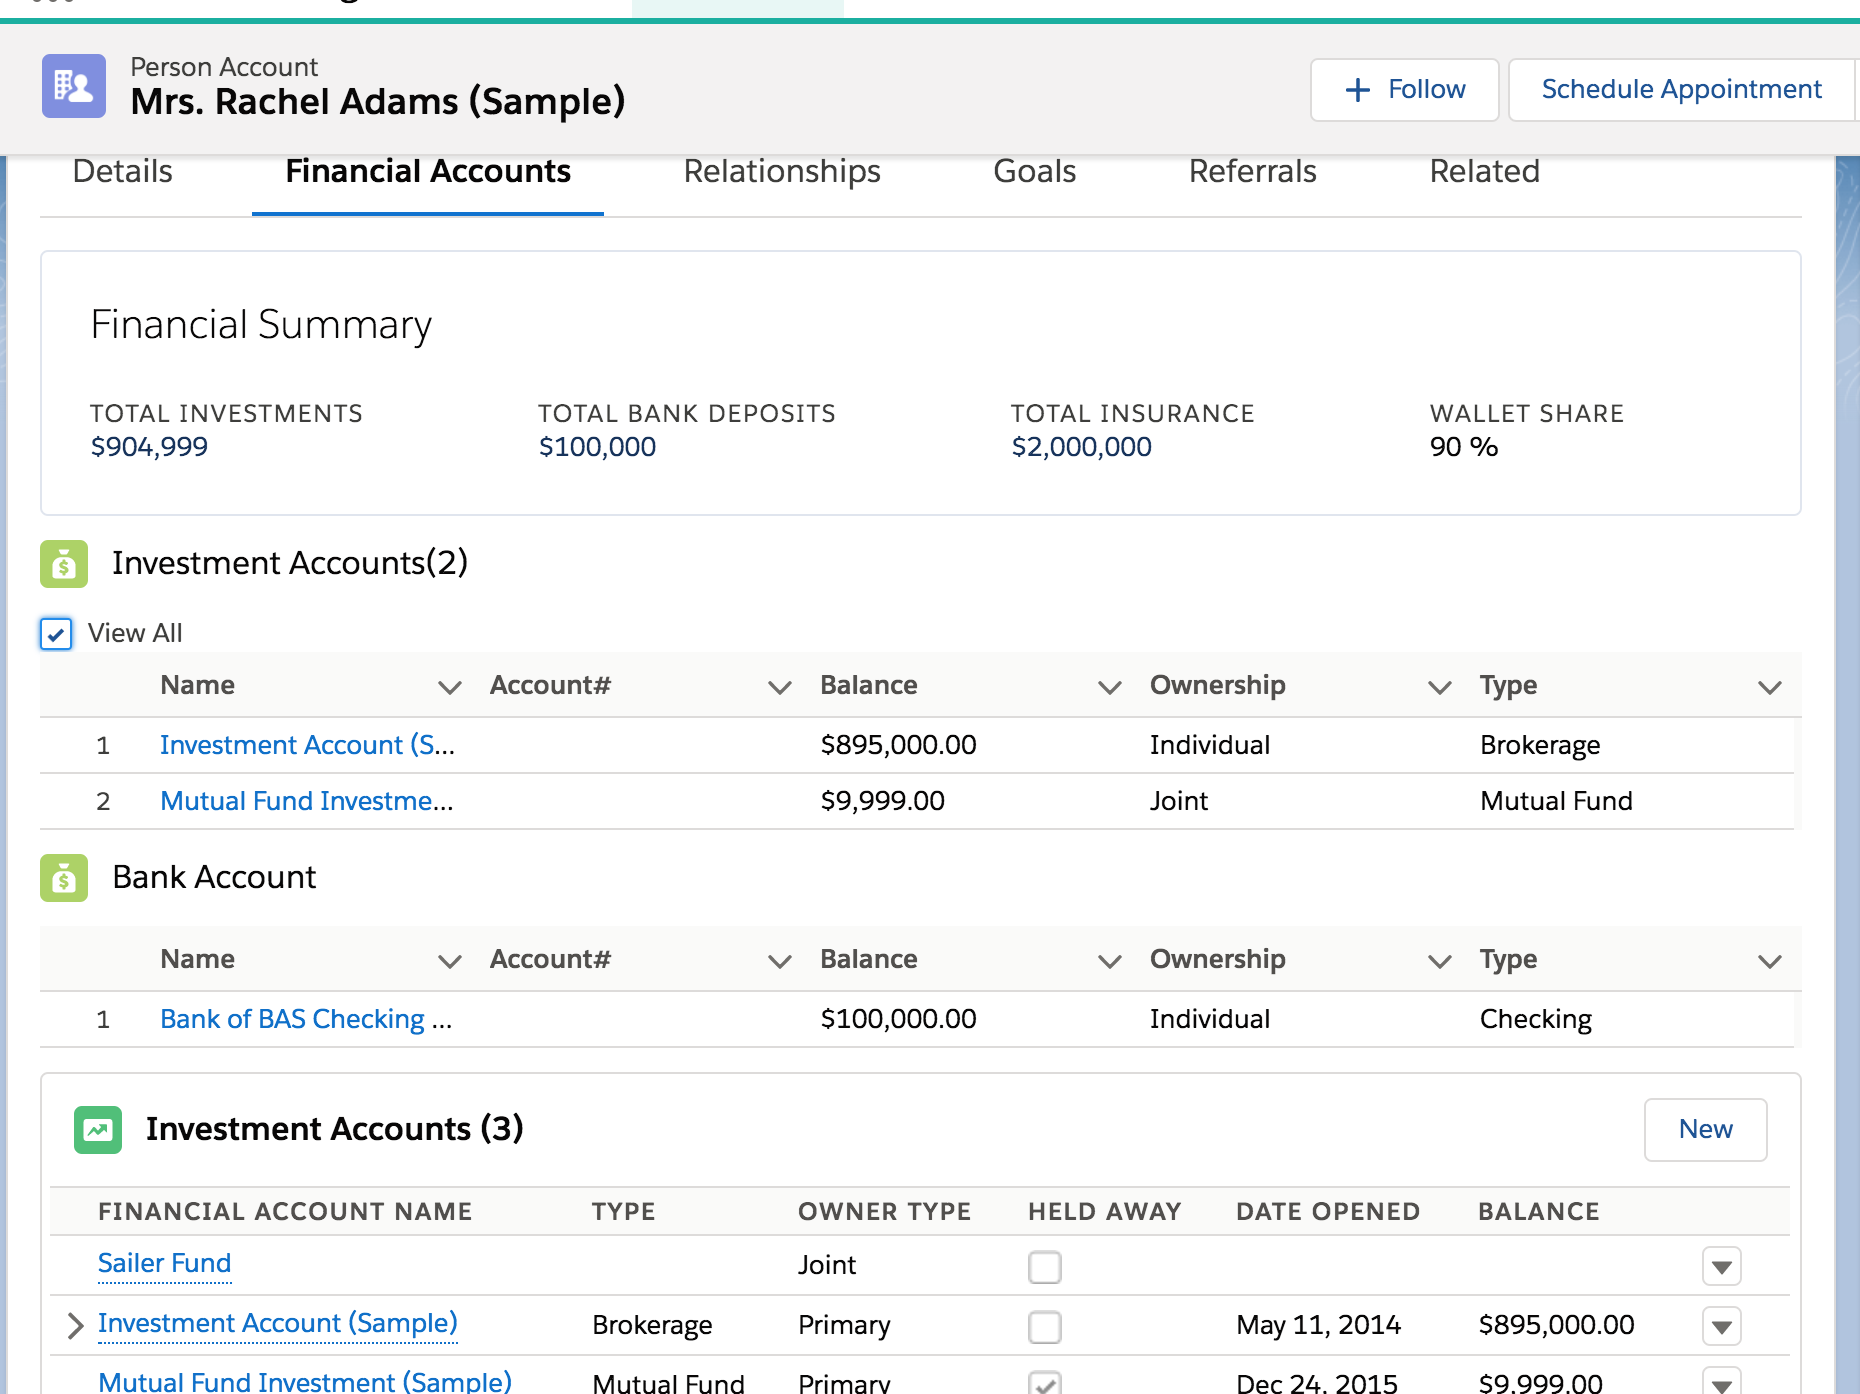 Person Account
Mrs. Rachel Adams (Sample)
Follow
Schedule Appointment
Details
Financial Accounts
Relationships
Goals
Referrals
Related
Financial Summary
TOTAL INVESTMENTS
$904,999
TOTAL BANK DEPOSITS
$100,000
TOTAL INSURANCE
$2,000,000
WALLET SHARE
90 %
Investment Accounts(2)
View All
Name Account# Balance Ownership Type
1 Investment Account (S... $895,000.00 Individual Brokerage
2 Mutual Fund Investme... $9,999.00 Joint Mutual Fund
Bank Account
Name Account# Balance Ownership Type
1 Bank of BAS Checking ... $100,000.00 Individual Checking
Investment Accounts (3)
New
FINANCIAL ACCOUNT NAME TYPE OWNER TYPE HELD AWAY DATE OPENED BALANCE
Sailer Fund Joint
Investment Account (Sample) Brokerage Primary May 11, 2014 $895,000.00
Mutual Fund Investment (Sample) Mutual Fund Primary Dec 24, 2015 $9,999.00